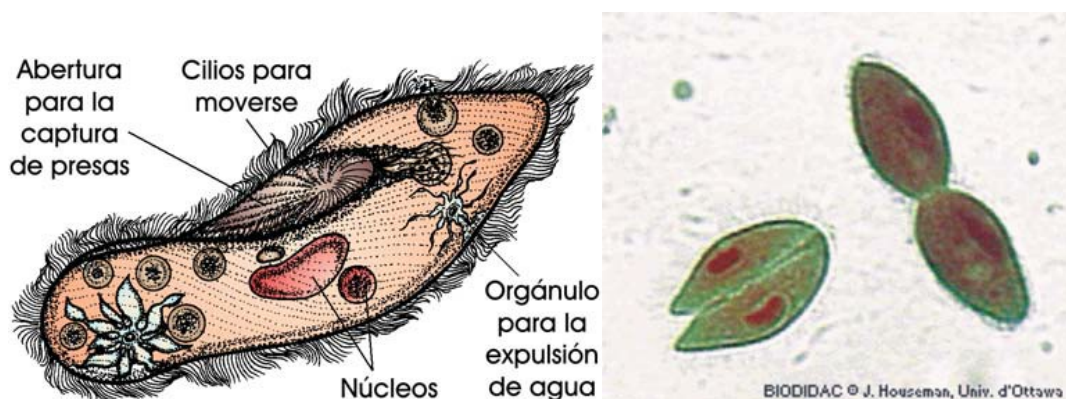 Abertura
para la
captura
de presas
Cilios para
moverse
Orgánulo
para la
expulsión
de agua
Núcleos
BIODIDAC © J. Houseman, Univ. d'Ottawa